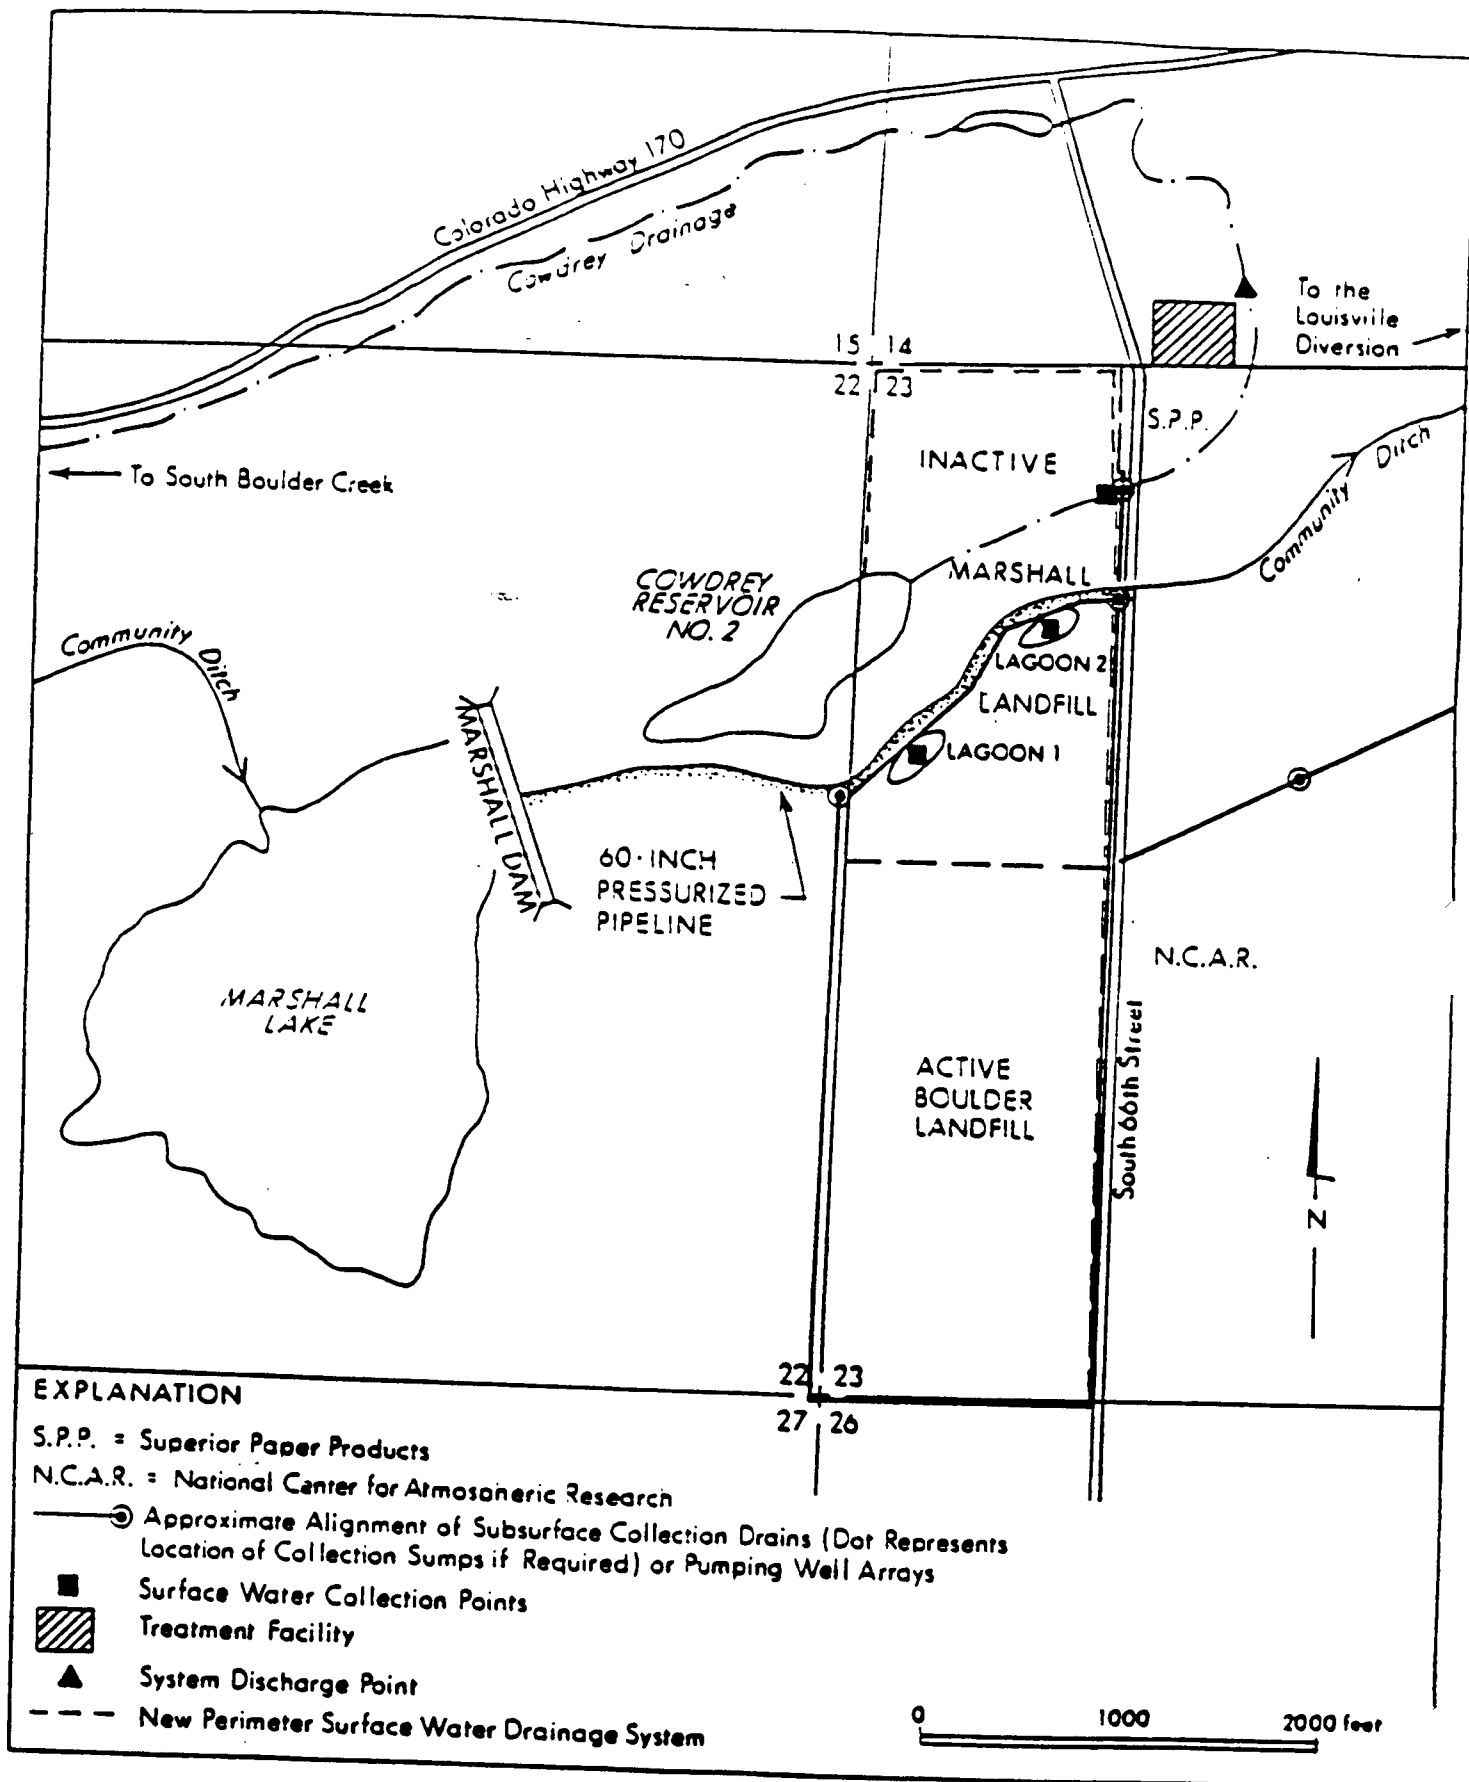 Colorado Highway 170
Cowdrey Drainage
To the
Louisville
Diversion
15 14
22 23
S.P.P.
INACTIVE
Community Ditch
To South Boulder Creek
COWDREY
RESERVOIR
NO. 2
MARSHALL
Community Ditch
LAGOON 2
LANDFILL
MARSHALL DAM
LAGOON 1
60-INCH
PRESSURIZED
PIPELINE
N.C.A.R.
MARSHALL
LAKE
ACTIVE
BOULDER
LANDFILL
South 66th Street
N
22 23
27 26
EXPLANATION
S.P.P. = Superior Paper Products
N.C.A.R. = National Center for Atmospheric Research
Approximate Alignment of Subsurface Collection Drains (Dot Represents
Location of Collection Sumps if Required) or Pumping Well Arrays
Surface Water Collection Points
Treatment Facility
System Discharge Point
New Perimeter Surface Water Drainage System
0 1000 2000 feet